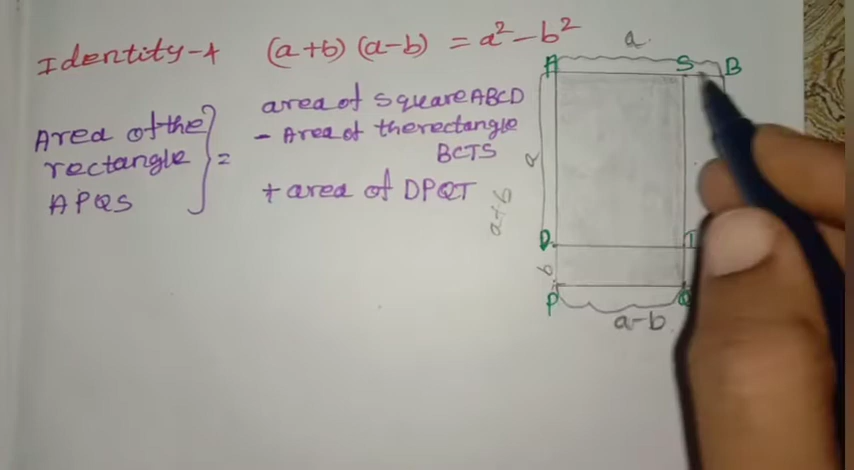 Identity-4 (a+b) (a-b) = a² - b²
Area of the rectangle APQS } =
area of square ABCD
- Area of the rectangle
BCTS
+ area of DPQT
a
A S B
a
a+b
D T
b
P Q
a-b